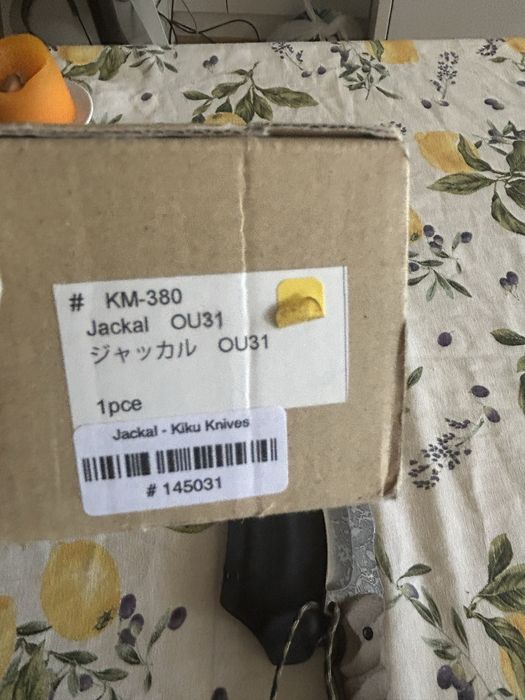 # KM-380
Jackal OU31
ジャッカル OU31
1pce
Jackal - Kiku Knives
# 145031